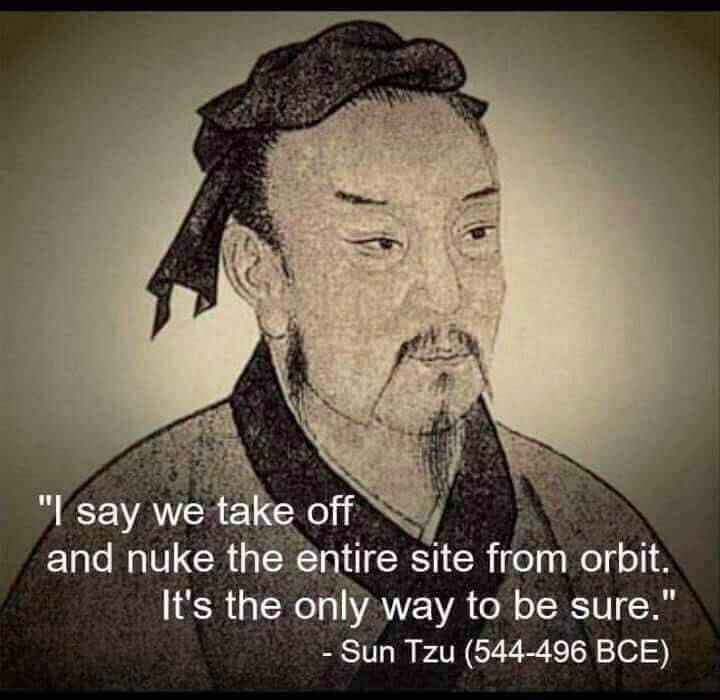 "I say we take off
and nuke the entire site from orbit.
It's the only way to be sure."
- Sun Tzu (544-496 BCE)